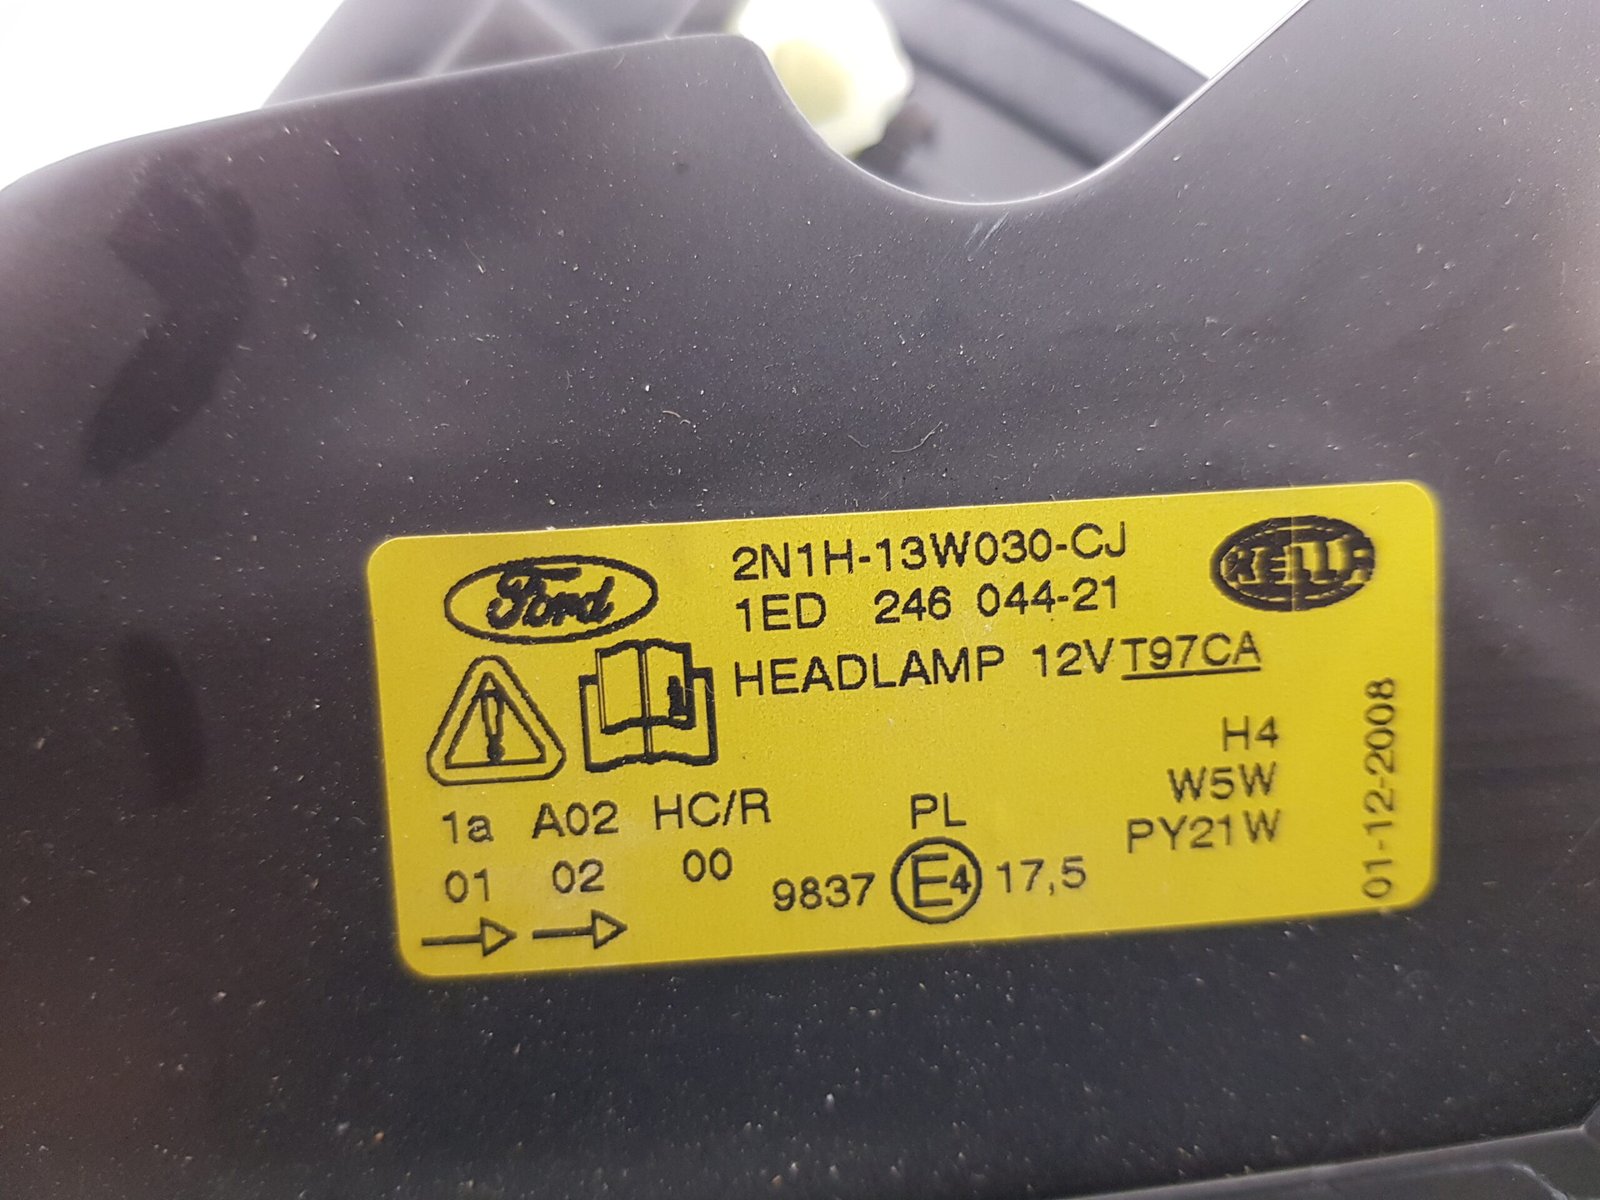 Ford
2N1H-13W030-CJ
HELLA
1ED 246 044-21
HEADLAMP 12V T97CA
H4
W5W
PY21W
01-12-2008
1a A02 HC/R PL
01 02 00 9837 E4 17,5